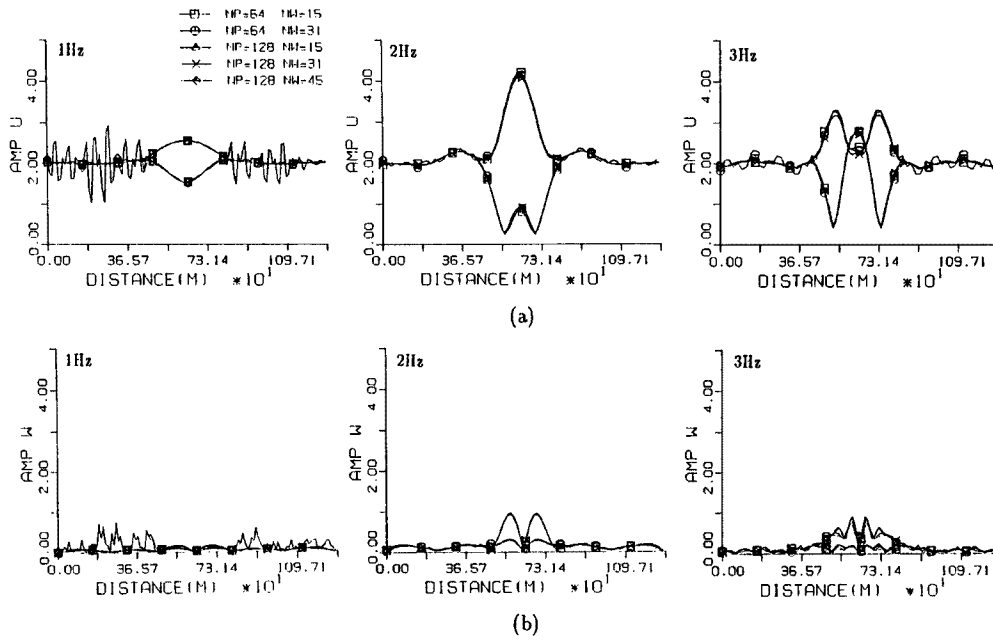 NP=64 NW=15
NP=64 NW=31
NP=128 NW=15
NP=128 NW=31
NP=128 NW=45
1Hz
AMP U
0.00 2.00 4.00
0.00 36.57 73.14 109.71
DISTANCE(M) *10¹
2Hz
0.00 2.00 4.00
0.00 36.57 73.14 109.71
DISTANCE(M) *10¹
3Hz
AMP U
0.00 2.00 4.00
0.00 36.57 73.14 109.71
DISTANCE(M) *10¹
(a)
1Hz
AMP W
0.00 2.00 4.00
0.00 36.57 73.14 109.71
DISTANCE(M) *10¹
2Hz
AMP W
0.00 2.00 4.00
0.00 36.57 73.14 109.71
DISTANCE(M) *10¹
3Hz
AMP W
0.00 2.00 4.00
0.00 36.57 73.14 109.71
DISTANCE(M) *10¹
(b)